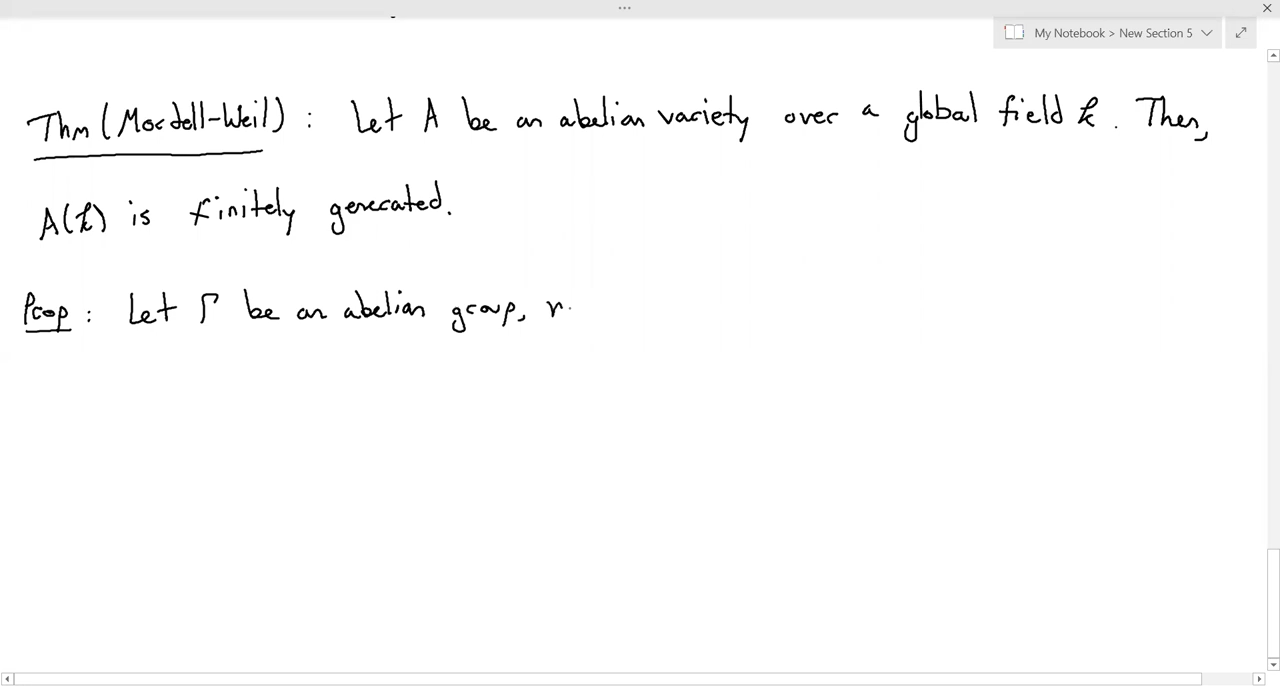 My Notebook > New Section 5
Thm (Mordell-Weil) : Let A be an abelian variety over a global field k . Then,
A(k) is finitely generated.
Prop : Let Γ be an abelian group,